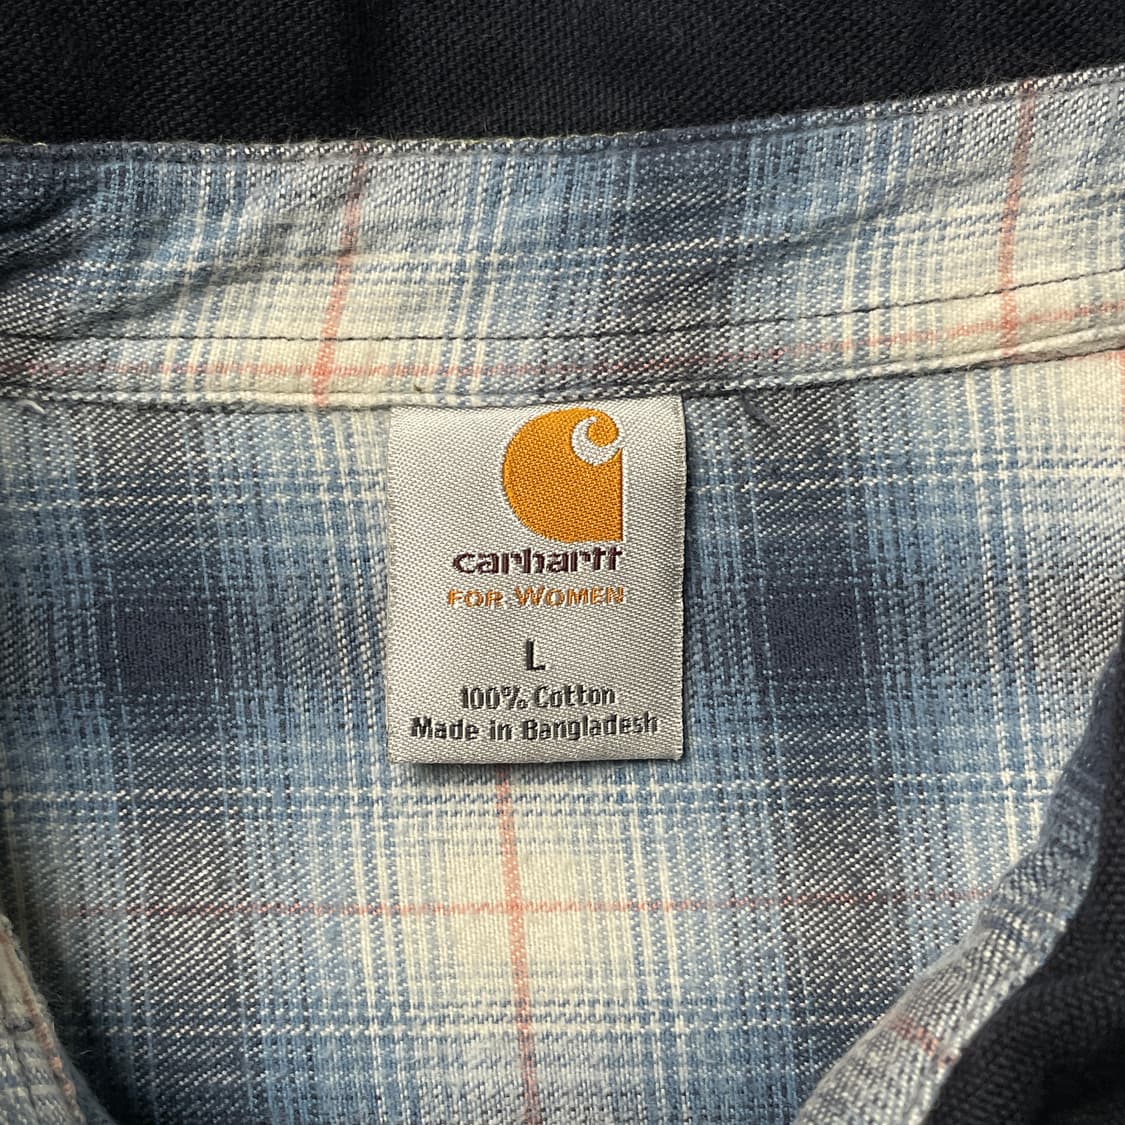 carhartt
FOR WOMEN
L
100% Cotton
Made in Bangladesh